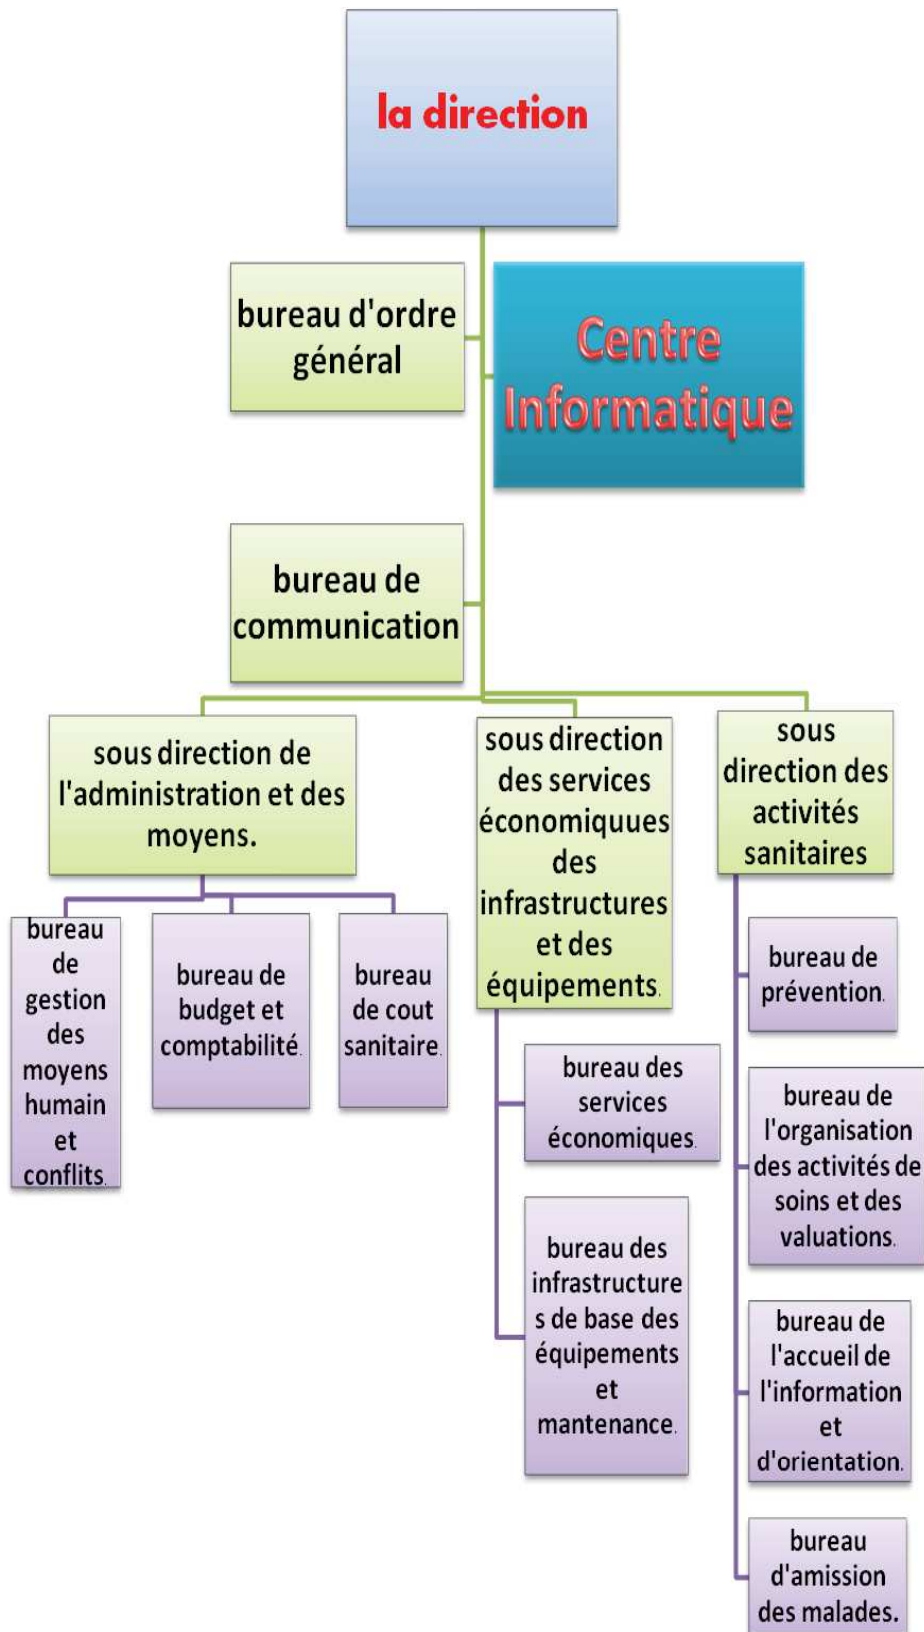 la direction
bureau d'ordre
général
Centre
Informatique
bureau de
communication
sous direction de
l'administration et des
moyens.
bureau
de
gestion
des
moyens
humain
et
conflits.
bureau de
budget et
comptabilité.
bureau
de cout
sanitaire.
sous direction
des services
économiqques
des
infrastructures
et des
équipements.
bureau des
services
économiques.
bureau des
infrastructure
s de base des
équipements
et
mantenance.
sous
direction des
activités
sanitaires
bureau de
prévention.
bureau de
l'organisation
des activités de
soins et des
valuations.
bureau de
l'accueil de
l'information
et
d'orientation.
bureau
d'amission
des malades.